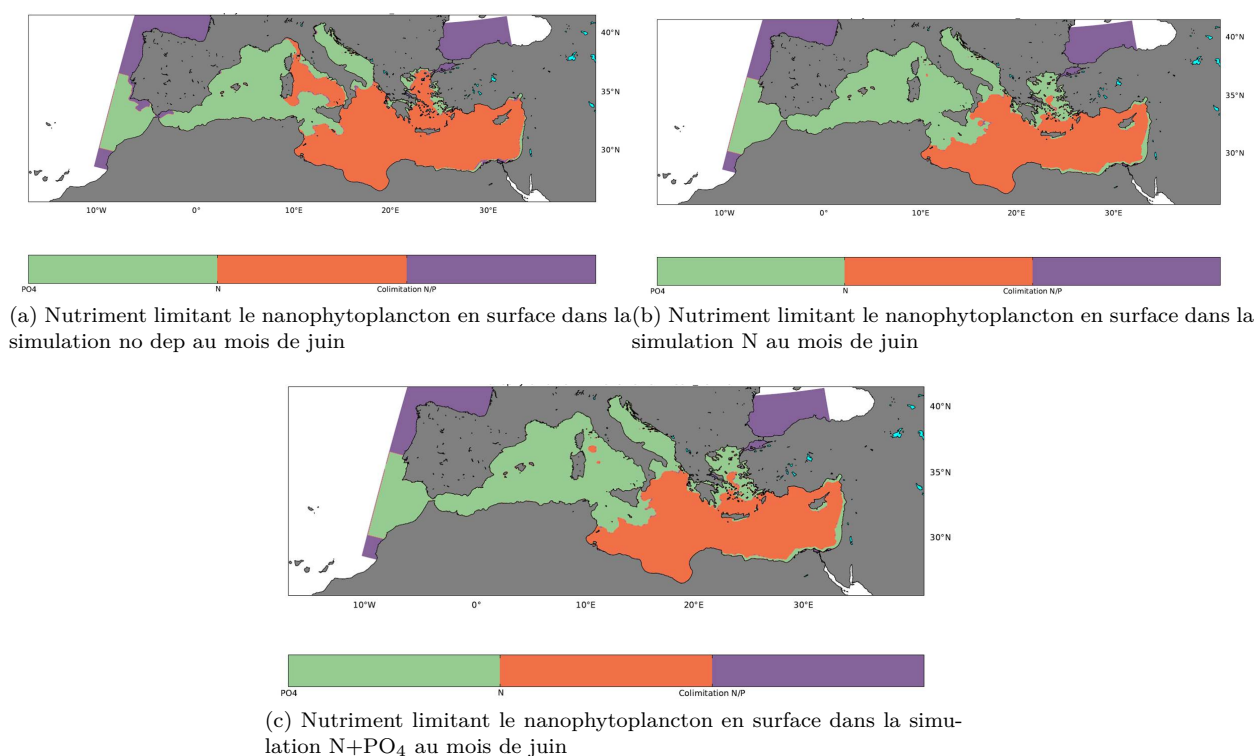 40°N
35°N
30°N
10°W 0° 10°E 20°E 30°E
PO4 N Colimitation N/P
(a) Nutriment limitant le nanophytoplancton en surface dans la
simulation no dep au mois de juin
40°N
35°N
30°N
10°W 0° 10°E 20°E 30°E
PO4 N Colimitation N/P
(b) Nutriment limitant le nanophytoplancton en surface dans la
simulation N au mois de juin
40°N
35°N
30°N
10°W 0° 10°E 20°E 30°E
PO4 N Colimitation N/P
(c) Nutriment limitant le nanophytoplancton en surface dans la simu-
lation N+PO₄ au mois de juin